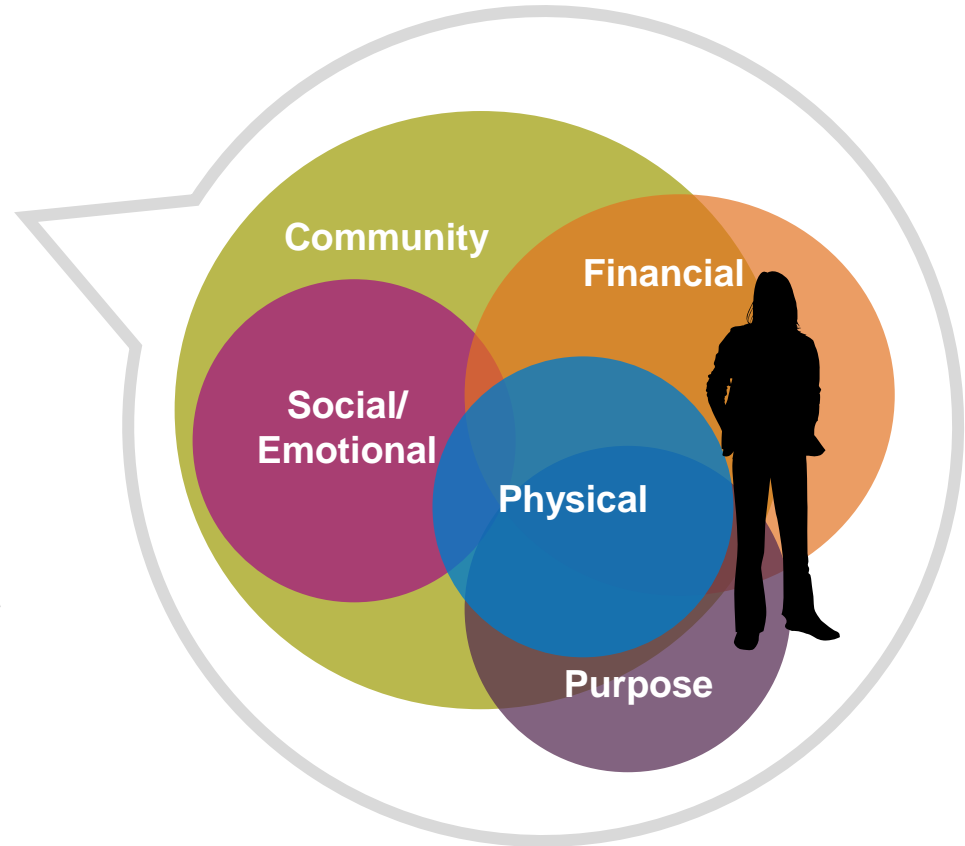 Community
Financial
Social/
Emotional
Physical
Purpose